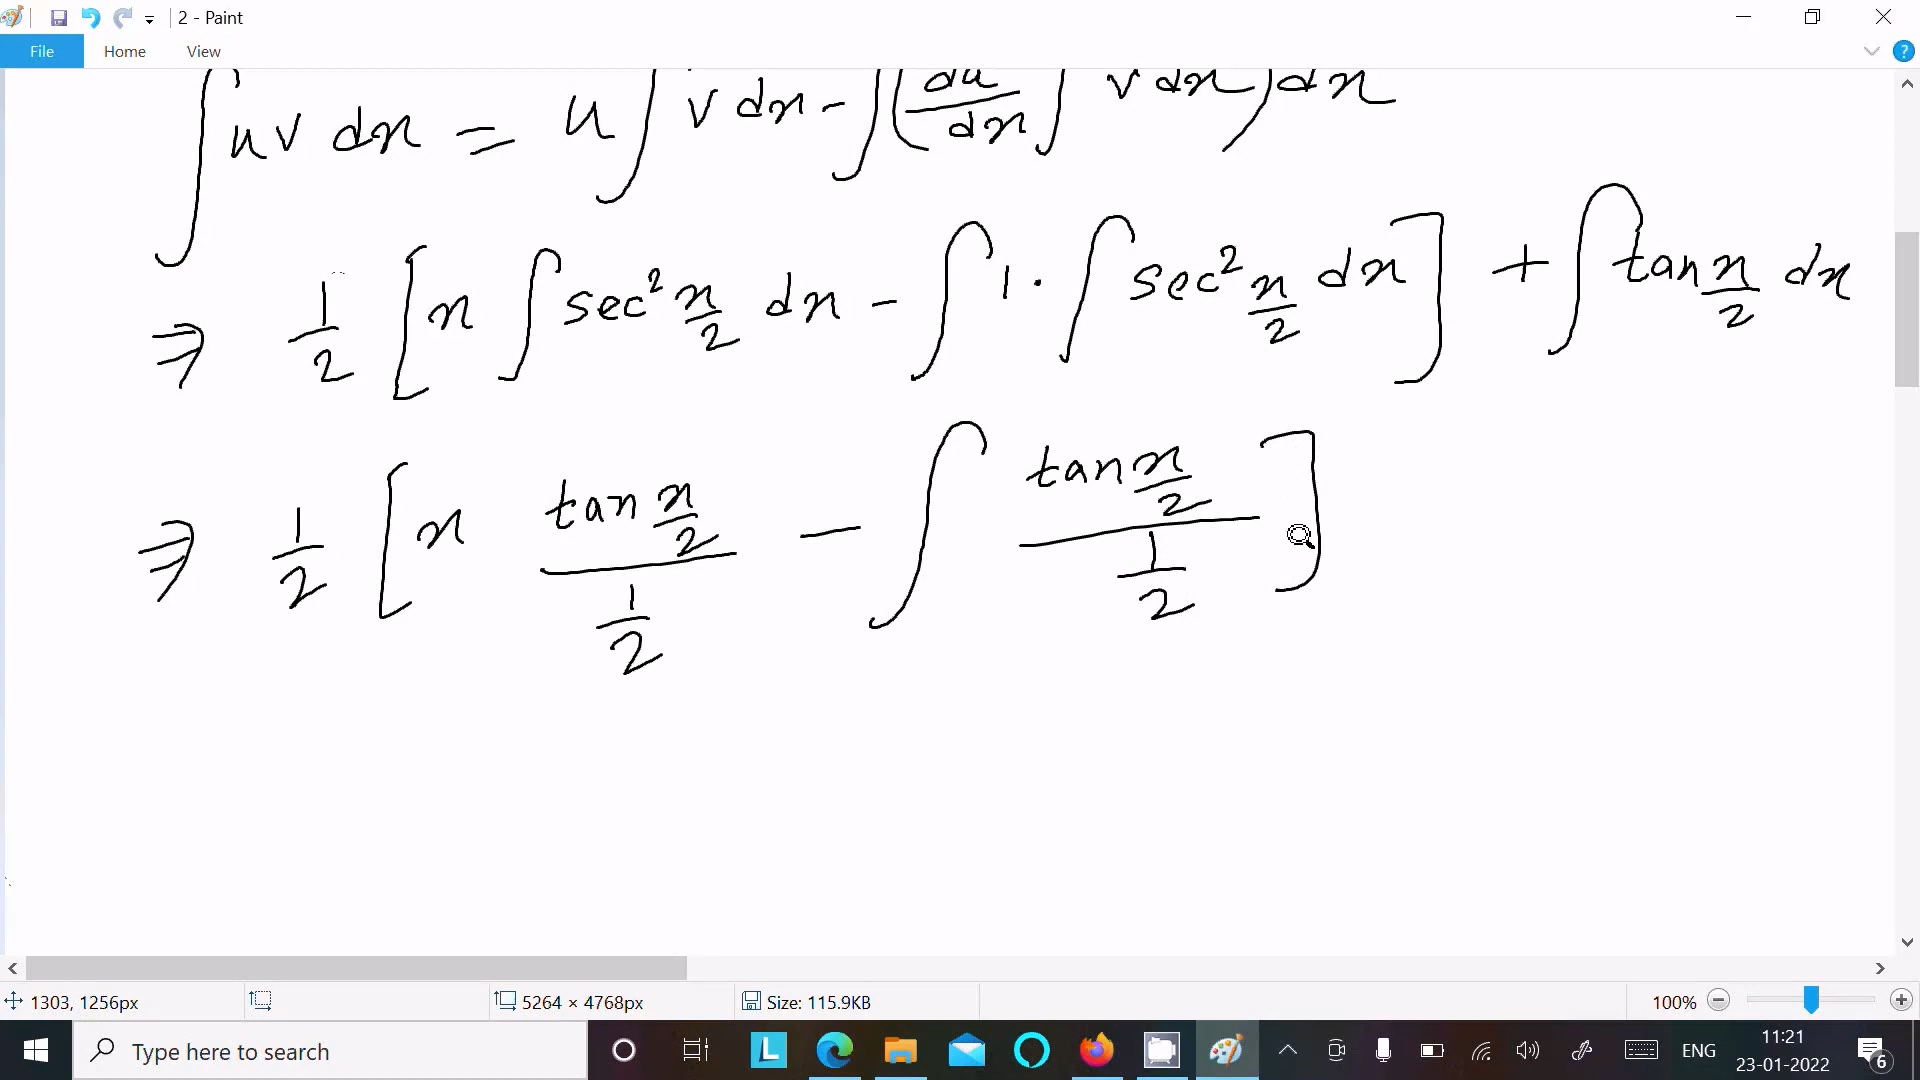 2 - Paint
File Home View
∫ uv dx = u ∫ v dx - ∫ (du/dx ∫ v dx) dx
⇒ 1/2 [ x ∫ sec² x/2 dx - ∫ 1 · ∫ sec² x/2 dx ] + ∫ tan x/2 dx
⇒ 1/2 [ x tan x/2 / 1/2 - ∫ tan x/2 / 1/2 ]
1303, 1256px 5264 × 4768px Size: 115.9KB 100%
Type here to search L ENG 11:21
23-01-2022 6